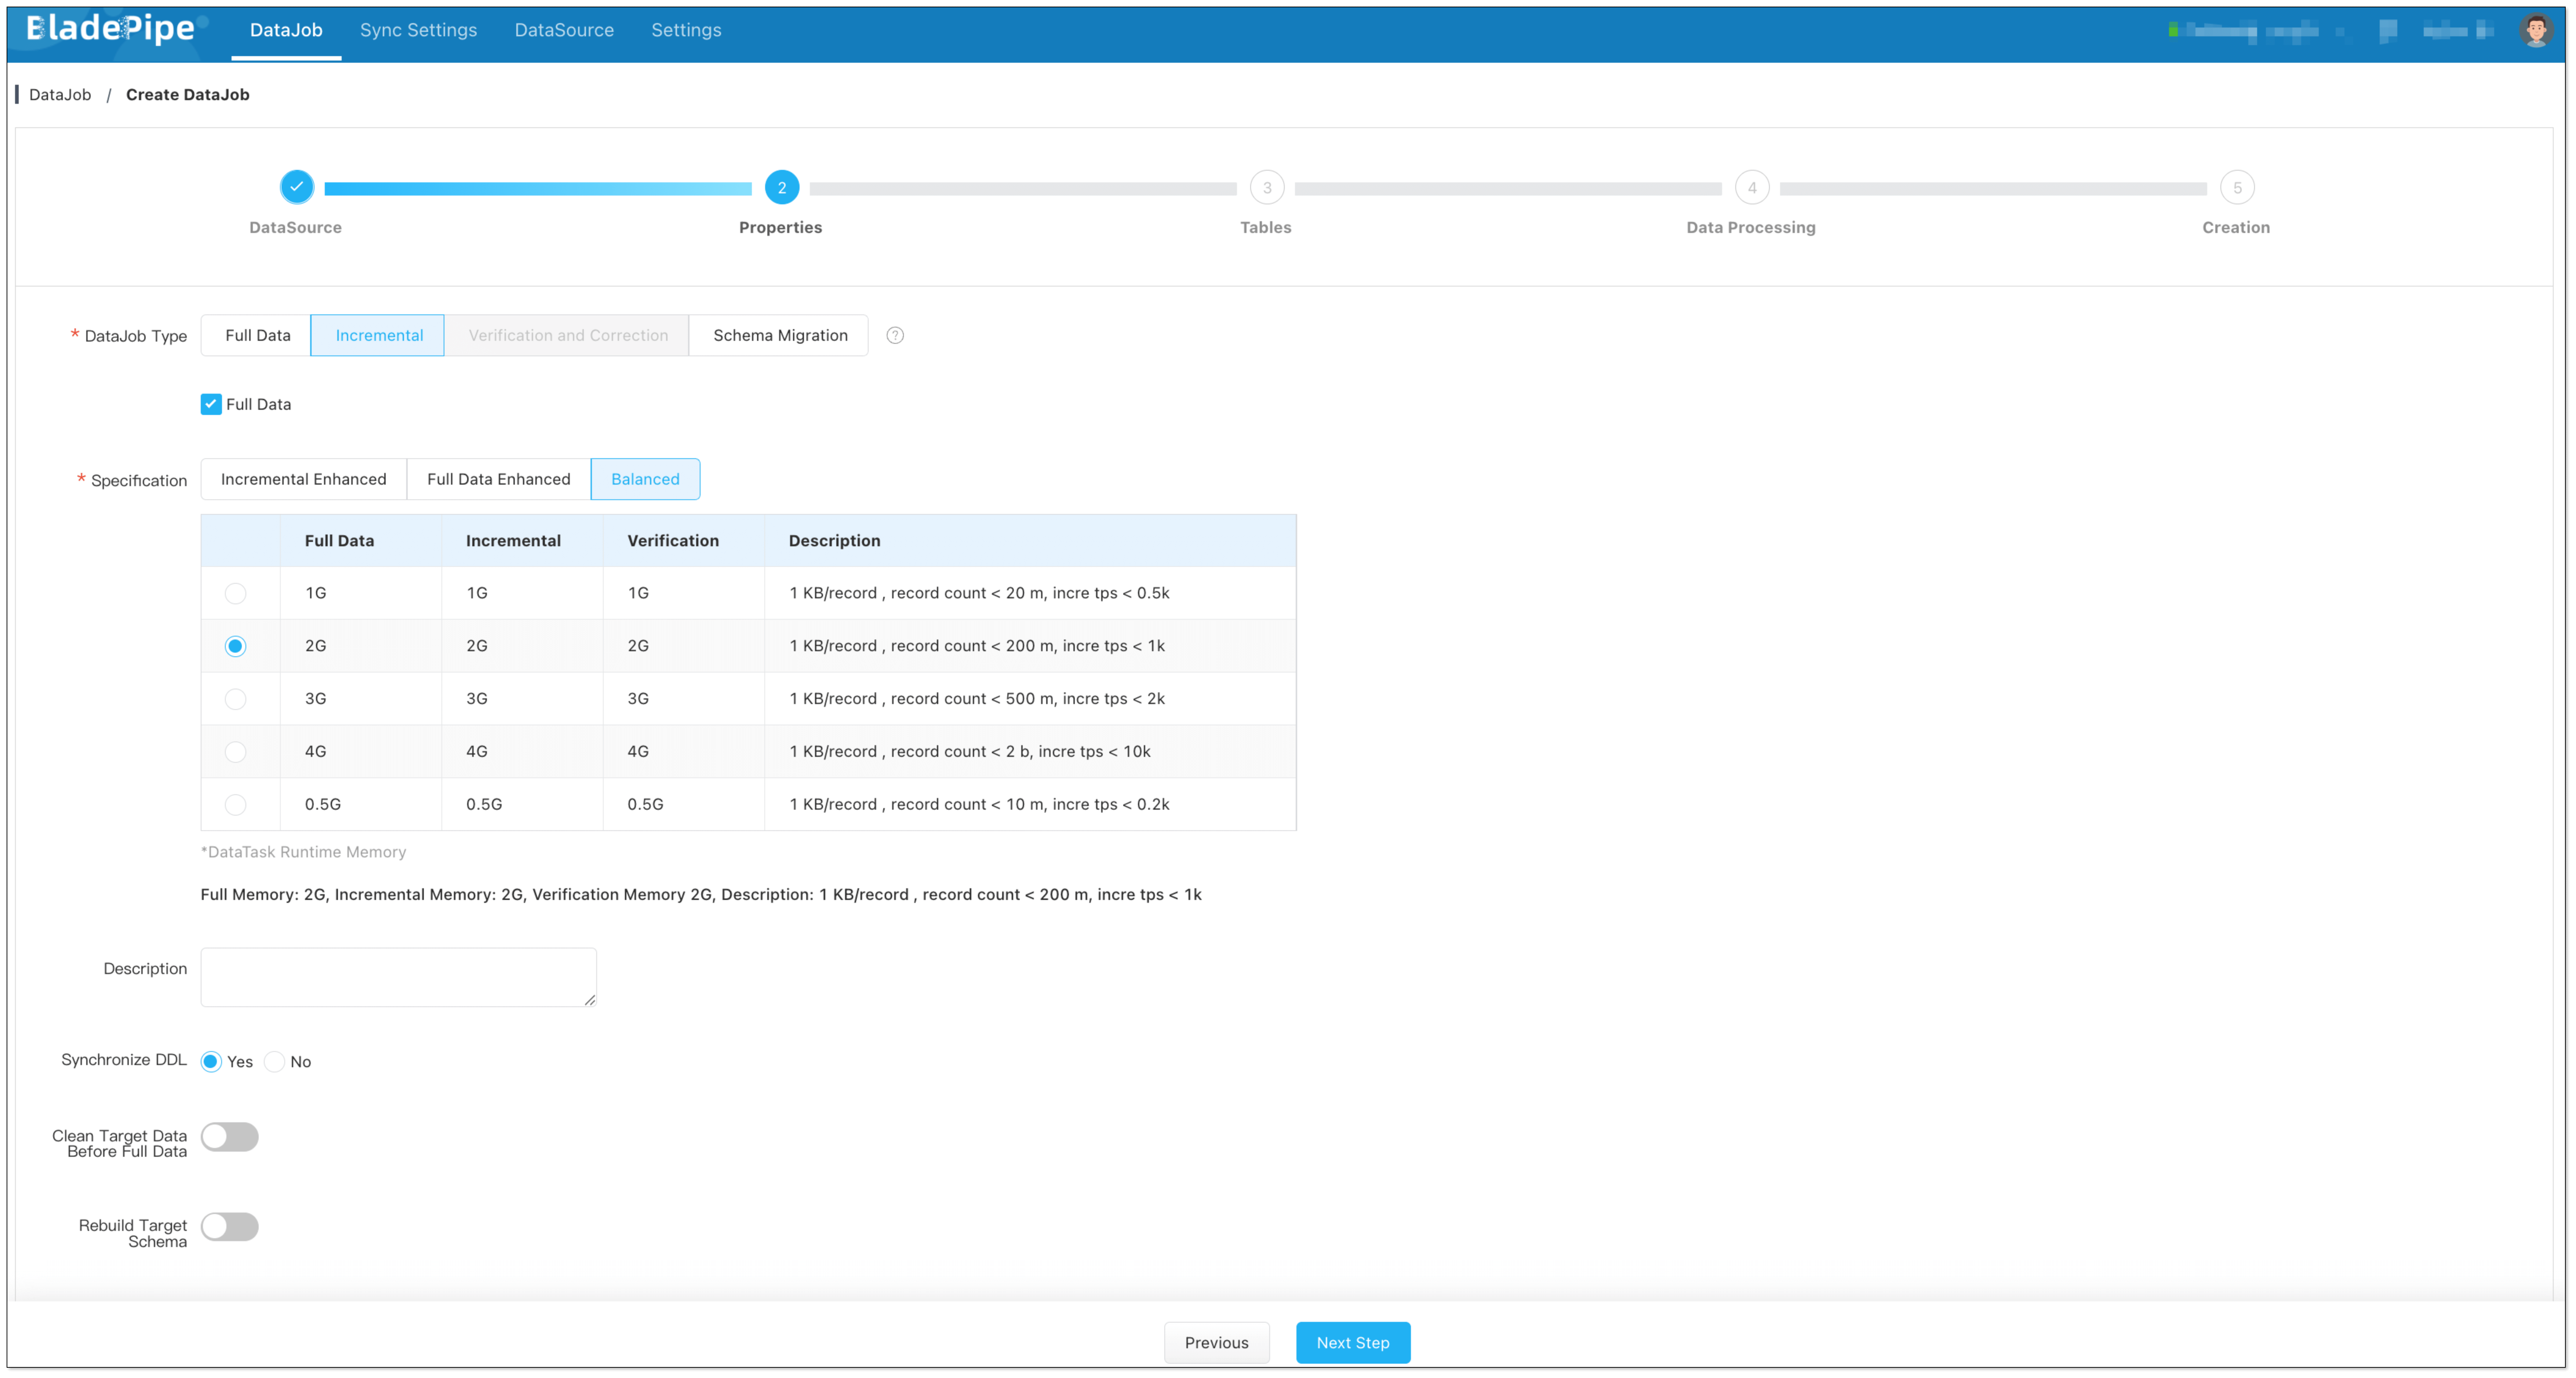 BladePipe DataJob Sync Settings DataSource Settings
DataJob / Create DataJob
2 3 4 5
DataSource Properties Tables Data Processing Creation
* DataJob Type Full Data Incremental Verification and Correction Schema Migration ?
Full Data
* Specification Incremental Enhanced Full Data Enhanced Balanced
Full Data Incremental Verification Description
1G 1G 1G 1 KB/record , record count < 20 m, incre tps < 0.5k
2G 2G 2G 1 KB/record , record count < 200 m, incre tps < 1k
3G 3G 3G 1 KB/record , record count < 500 m, incre tps < 2k
4G 4G 4G 1 KB/record , record count < 2 b, incre tps < 10k
0.5G 0.5G 0.5G 1 KB/record , record count < 10 m, incre tps < 0.2k
*DataTask Runtime Memory
Full Memory: 2G, Incremental Memory: 2G, Verification Memory 2G, Description: 1 KB/record , record count < 200 m, incre tps < 1k
Description
Synchronize DDL Yes No
Clean Target Data
Before Full Data
Rebuild Target
Schema
Previous Next Step